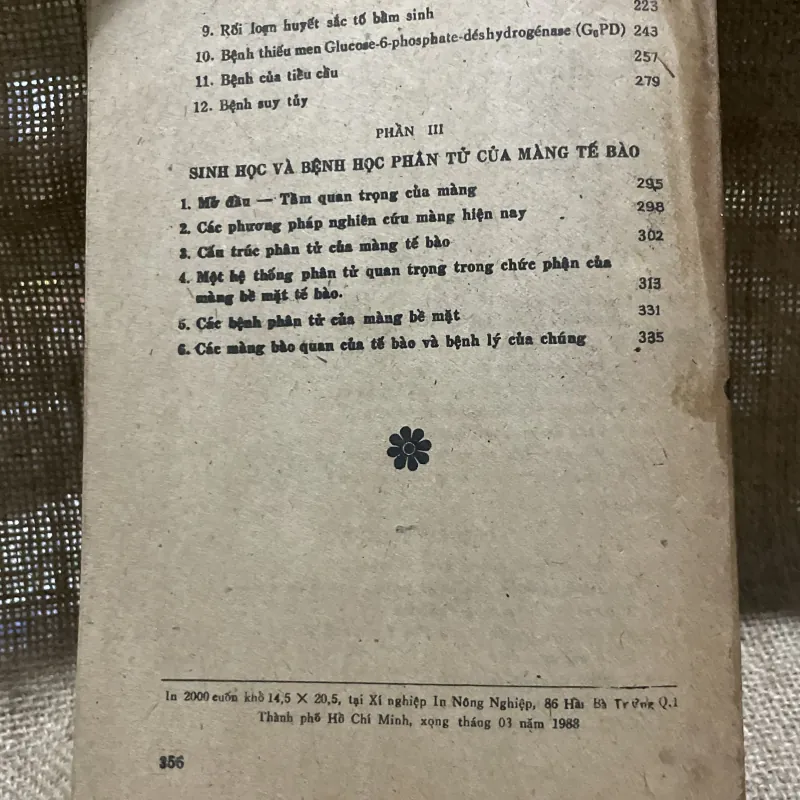 9. Rối loạn huyết sắc tố bẩm sinh 223
10. Bệnh thiếu men Glucose-6-phosphate-déshydrogénase (G₆PD) 243
11. Bệnh của tiểu cầu 257
12. Bệnh suy tủy 279
PHẦN III
SINH HỌC VÀ BỆNH HỌC PHÂN TỬ CỦA MÀNG TẾ BÀO
1. Mở đầu — Tầm quan trọng của màng 295
2. Các phương pháp nghiên cứu màng hiện nay 298
3. Cấu trúc phân tử của màng tế bào 302
4. Một hệ thống phân tử quan trọng trong chức phận của
màng bề mặt tế bào. 313
5. Các bệnh phân tử của màng bề mặt 331
6. Các màng bào quan của tế bào và bệnh lý của chúng 335
In 2000 cuốn khổ 14,5 × 20,5, tại Xí nghiệp In Nông Nghiệp, 86 Hai Bà Trưng Q.1
Thành phố Hồ Chí Minh, xong tháng 03 năm 1988
356